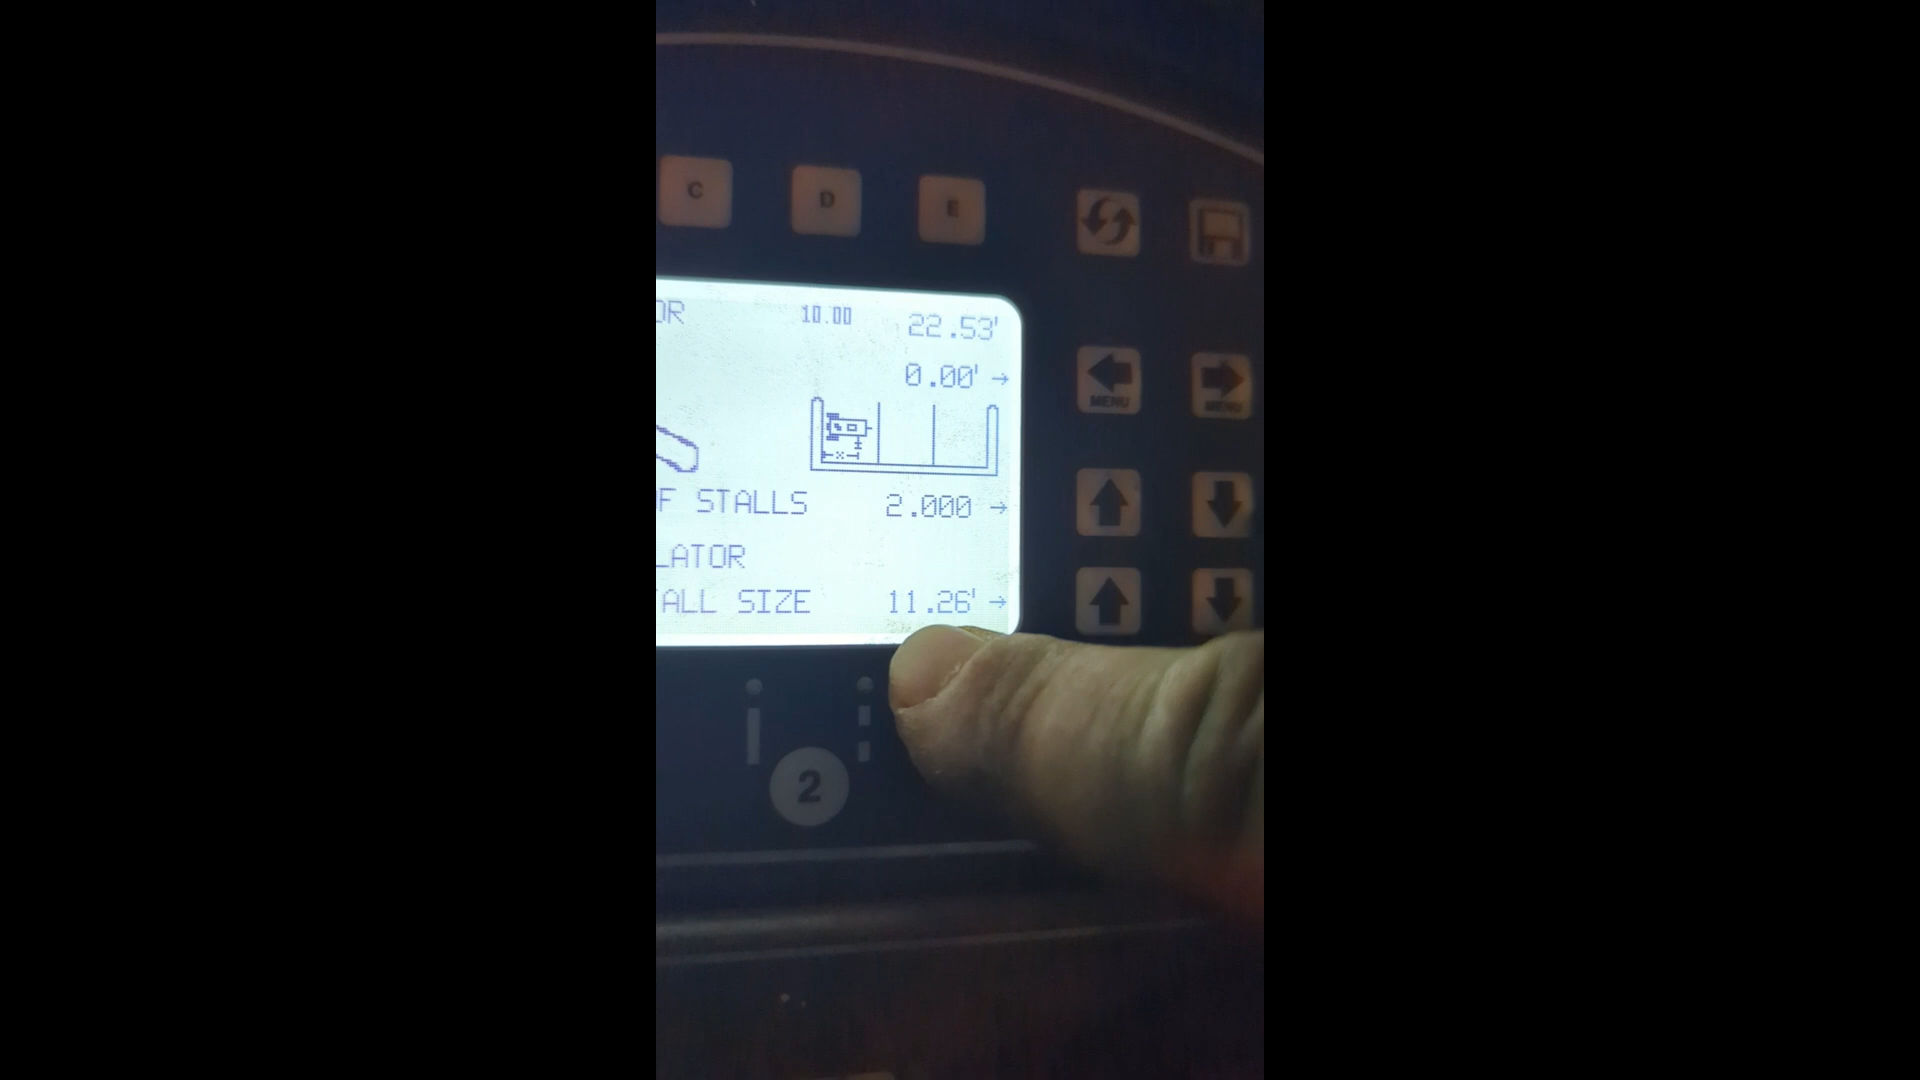 C D E
OR 10.00 22.53'
0.00' →
x
F STALLS 2.000 →
LATOR
ALL SIZE 11.26' →
MENU MENU
2